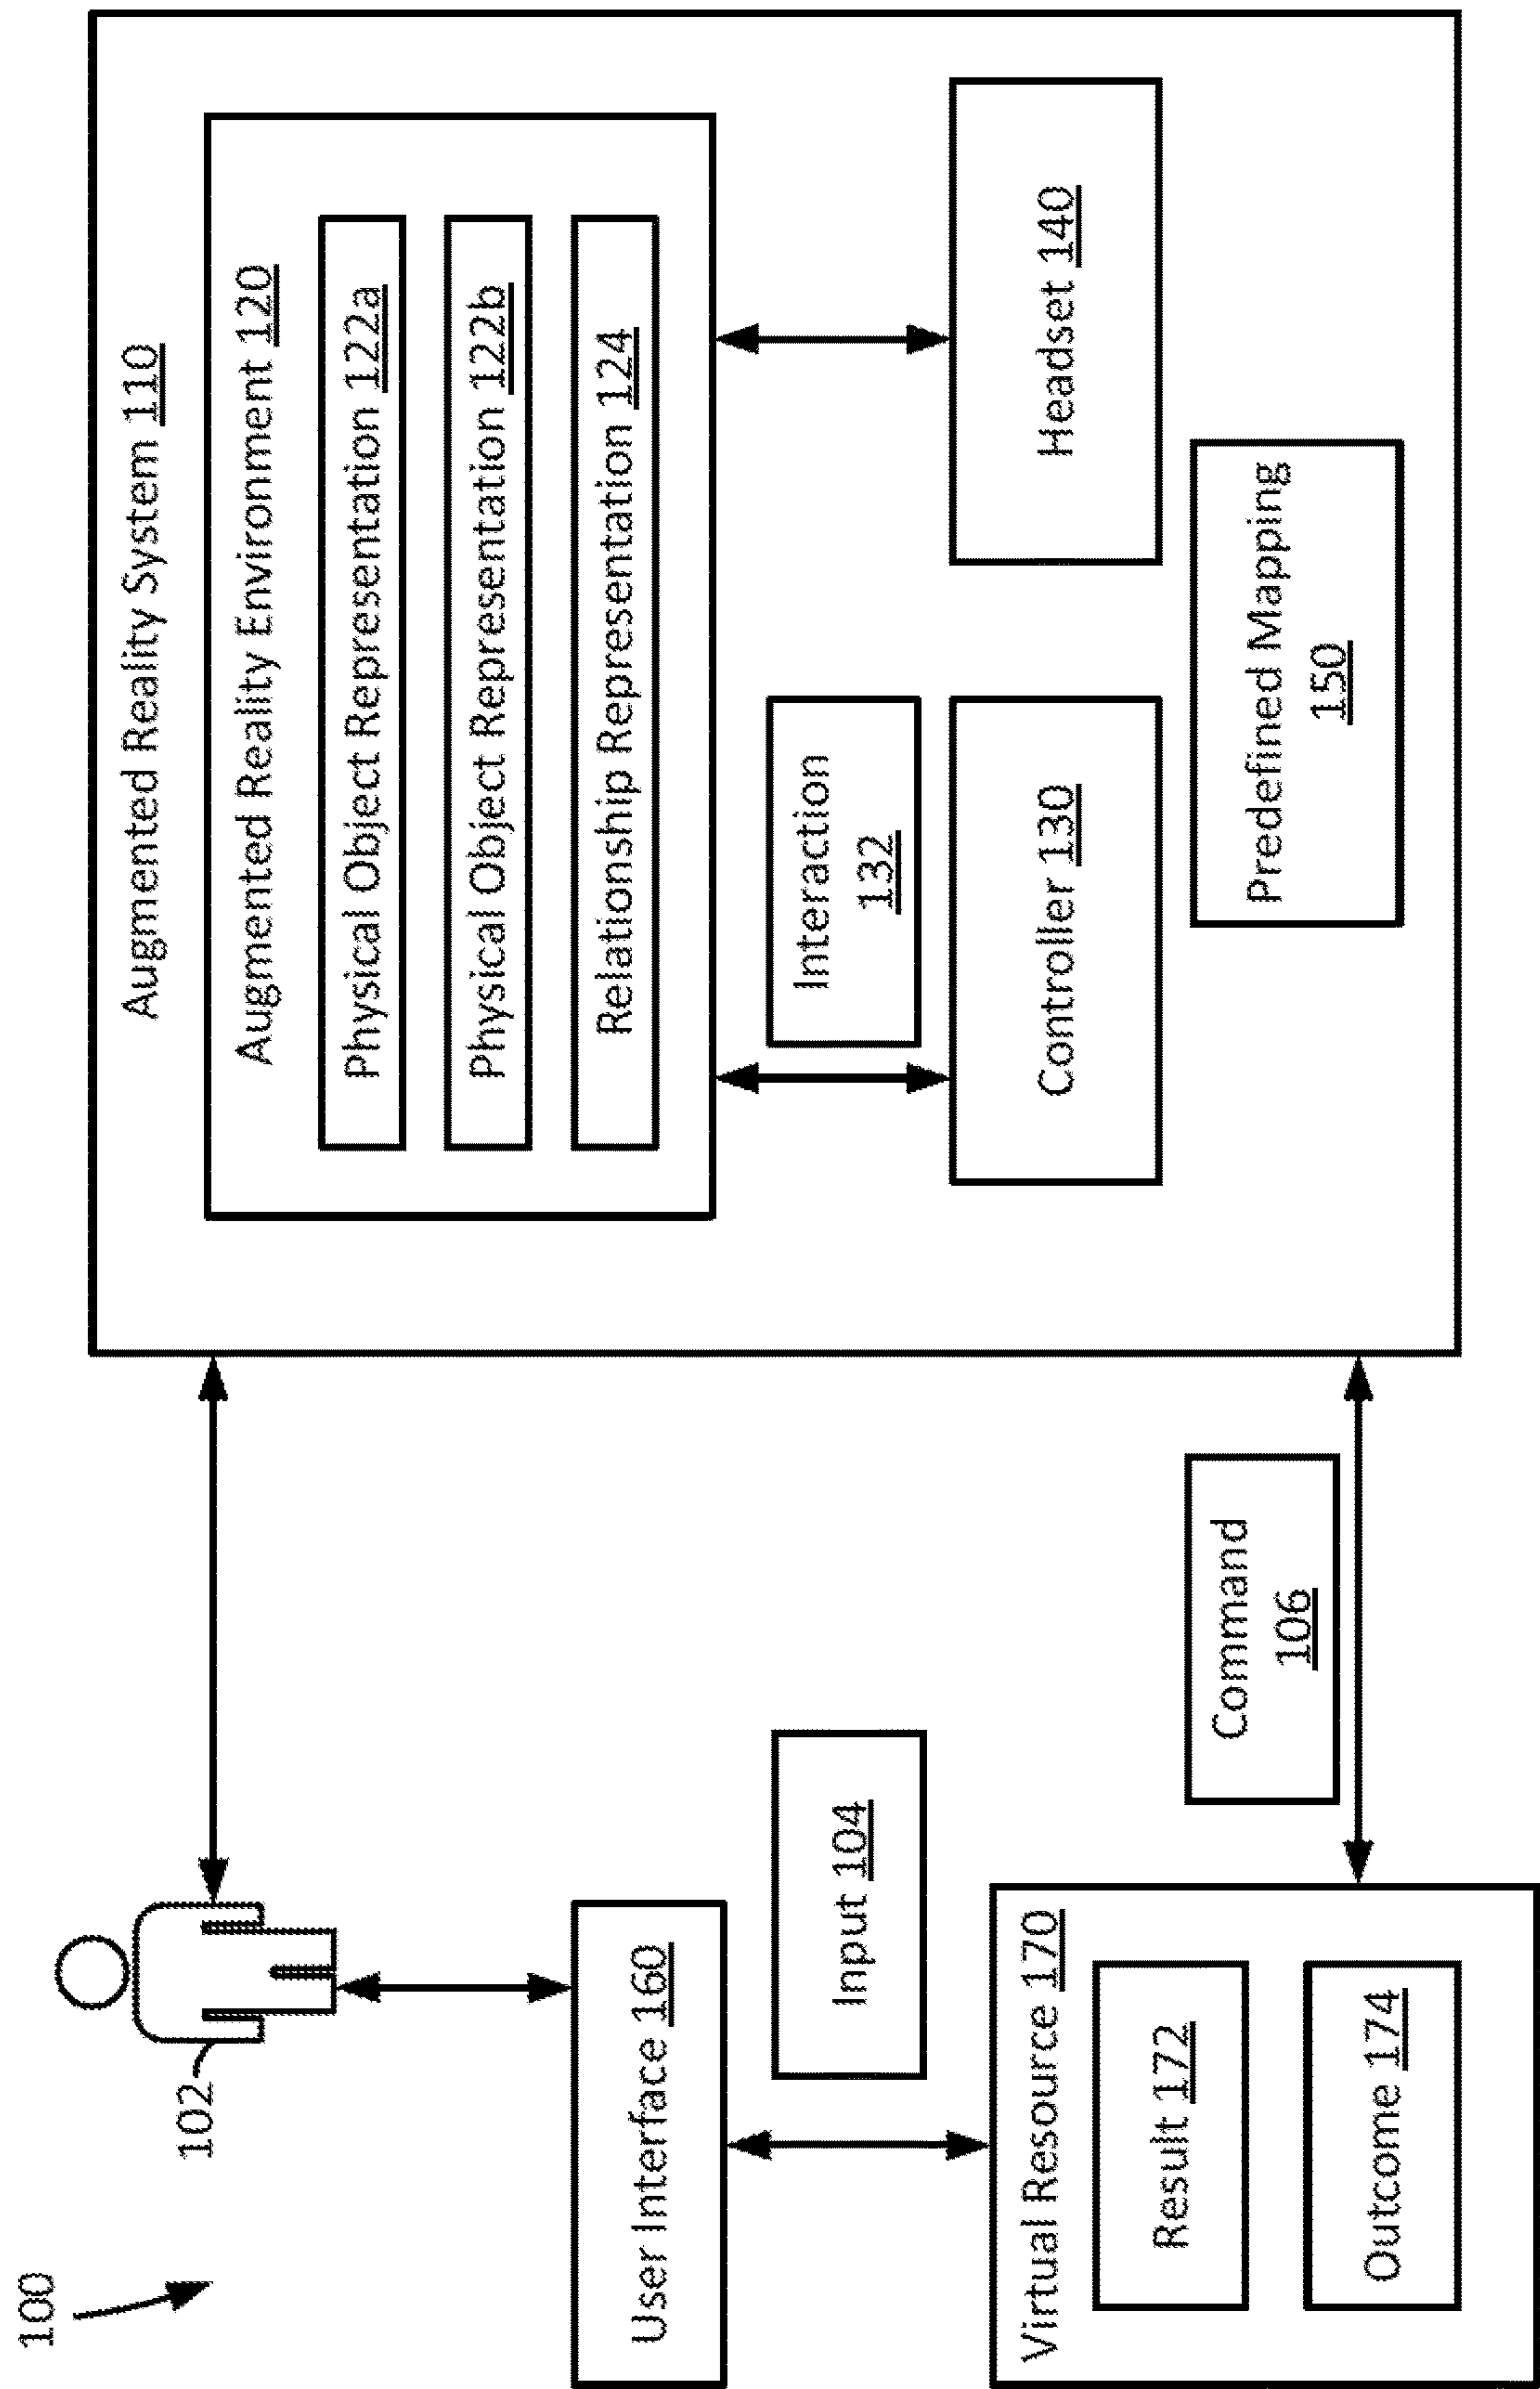 100
102
User Interface 160
Input 104
Virtual Resource 170
Result 172
Outcome 174
Command
106
Augmented Reality System 110
Augmented Reality Environment 120
Physical Object Representation 122a
Physical Object Representation 122b
Relationship Representation 124
Interaction
132
Controller 130
Headset 140
Predefined Mapping
150